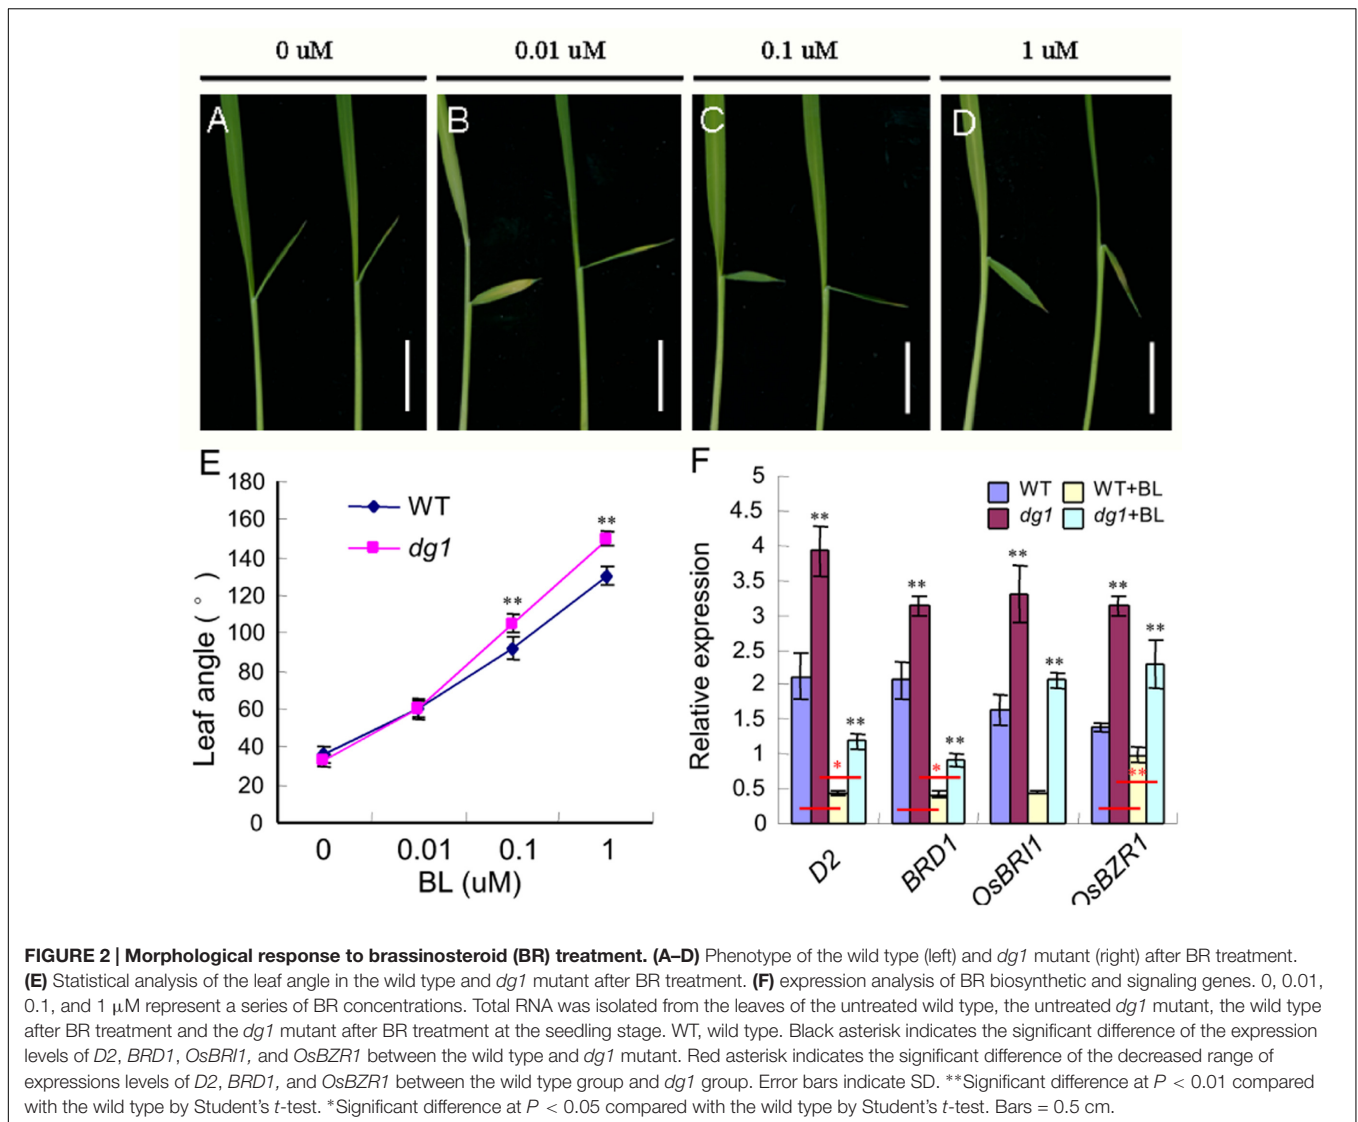 0 uM 0.01 uM 0.1 uM 1 uM
A B C D
E
180
160
140
120
100
80
60
40
20
0
Leaf angle ( ° )
WT
dg1
**
**
0 0.01 0.1 1
BL (uM)
F
5
4.5
4
3.5
3
2.5
2
1.5
1
0.5
0
Relative expression
WT WT+BL
dg1 dg1+BL
** ** ** **
** ** ** **
* * **
D2 BRD1 OsBRI1 OsBZR1
FIGURE 2 | Morphological response to brassinosteroid (BR) treatment. (A–D) Phenotype of the wild type (left) and dg1 mutant (right) after BR treatment.
(E) Statistical analysis of the leaf angle in the wild type and dg1 mutant after BR treatment. (F) expression analysis of BR biosynthetic and signaling genes. 0, 0.01,
0.1, and 1 μM represent a series of BR concentrations. Total RNA was isolated from the leaves of the untreated wild type, the untreated dg1 mutant, the wild type
after BR treatment and the dg1 mutant after BR treatment at the seedling stage. WT, wild type. Black asterisk indicates the significant difference of the expression
levels of D2, BRD1, OsBRI1, and OsBZR1 between the wild type and dg1 mutant. Red asterisk indicates the significant difference of the decreased range of
expressions levels of D2, BRD1, and OsBZR1 between the wild type group and dg1 group. Error bars indicate SD. **Significant difference at P < 0.01 compared
with the wild type by Student's t-test. *Significant difference at P < 0.05 compared with the wild type by Student's t-test. Bars = 0.5 cm.